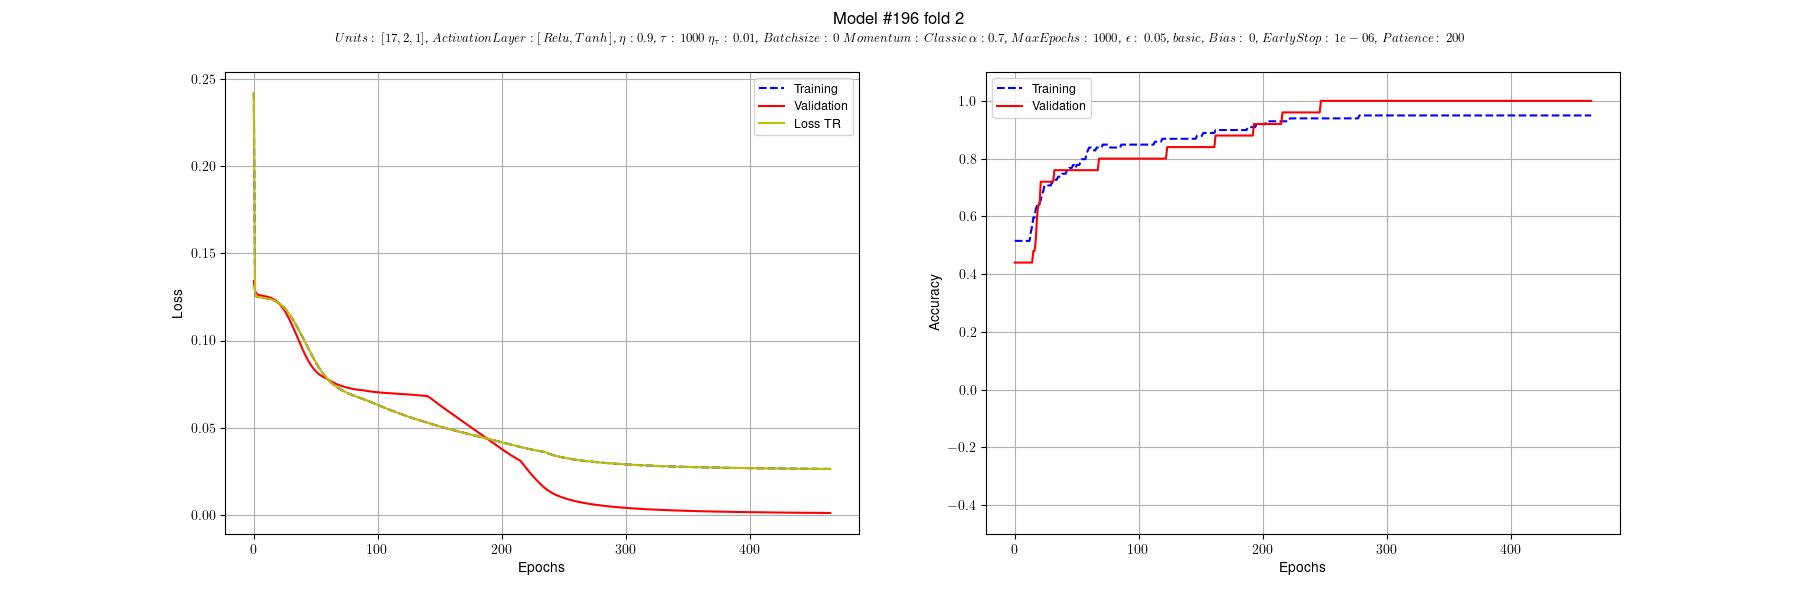 Model #196 fold 2
Units : [17, 2, 1], ActivationLayer : [Relu, Tanh], η : 0.9, τ : 1000 η_τ : 0.01, Batchsize : 0 Momentum : Classic α : 0.7, MaxEpochs : 1000, ϵ : 0.05, basic, Bias : 0, EarlyStop : 1e − 06, Patience : 200
Training
Validation
Loss TR
0.25
0.20
0.15
0.10
0.05
0.00
Loss
0 100 200 300 400
Epochs
Training
Validation
1.0
0.8
0.6
0.4
0.2
0.0
−0.2
−0.4
Accuracy
0 100 200 300 400
Epochs